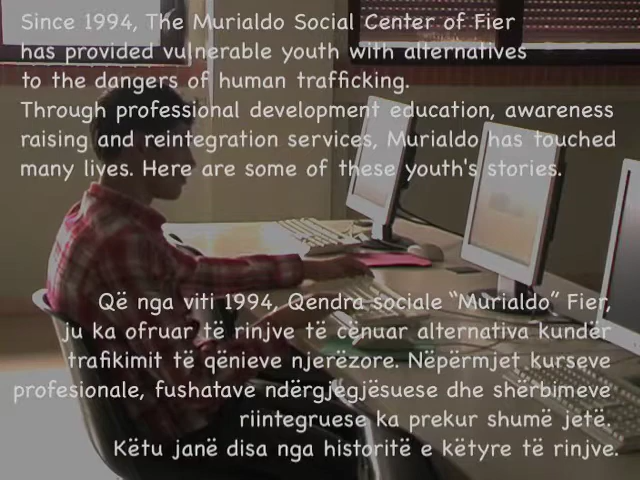 Since 1994, The Murialdo Social Center of Fier
has provided vulnerable youth with alternatives
to the dangers of human trafficking.
Through professional development education, awareness
raising and reintegration services, Murialdo has touched
many lives. Here are some of these youth's stories.
Që nga viti 1994, Qendra sociale “Murialdo” Fier,
ju ka ofruar të rinjve të cënuar alternativa kundër
trafikimit të qënieve njerëzore. Nëpërmjet kurseve
profesionale, fushatave ndërgjegjësuese dhe shërbimeve
riintegruese ka prekur shumë jetë.
Këtu janë disa nga historitë e këtyre të rinjve.